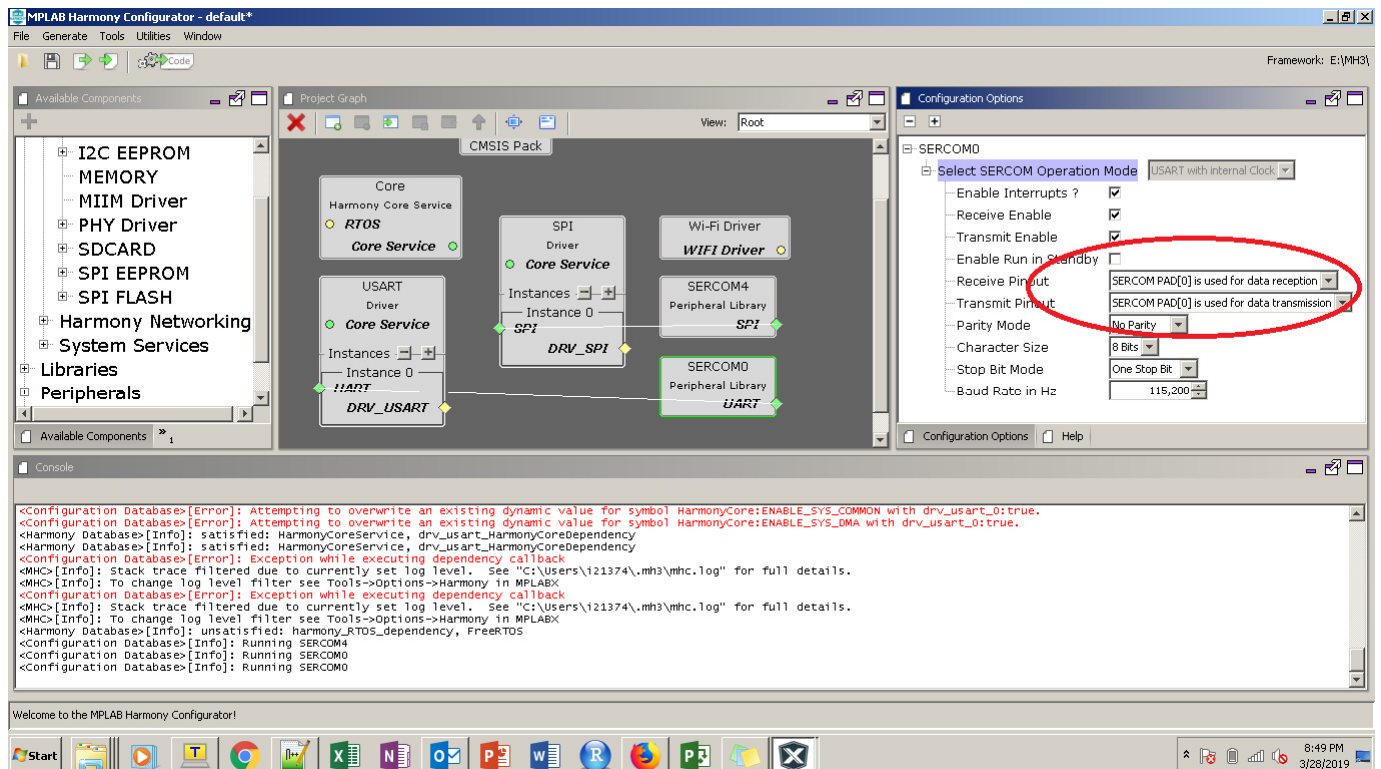 MPLAB Harmony Configurator - default*
File Generate Tools Utilities Window
Code
Framework: E:\MH3\
Available Components
Project Graph
Configuration Options
View: Root
I2C EEPROM
MEMORY
MIIM Driver
PHY Driver
SDCARD
SPI EEPROM
SPI FLASH
Harmony Networking
System Services
Libraries
Peripherals
Available Components »1
CMSIS Pack
Core
Harmony Core Service
RTOS
Core Service
USART
Driver
Core Service
Instances
Instance 0
UART
DRV_USART
SPI
Driver
Core Service
Instances
Instance 0
SPI
DRV_SPI
Wi-Fi Driver
WIFI Driver
SERCOM4
Peripheral Library
SPI
SERCOM0
Peripheral Library
UART
SERCOM0
Select SERCOM Operation Mode USART with internal Clock
Enable Interrupts ?
Receive Enable
Transmit Enable
Enable Run in Standby
Receive Pinout SERCOM PAD[0] is used for data reception
Transmit Pinout SERCOM PAD[0] is used for data transmission
Parity Mode No Parity
Character Size 8 Bits
Stop Bit Mode One Stop Bit
Baud Rate in Hz 115,200
Configuration Options Help
Console
<Configuration Database>[Error]: Attempting to overwrite an existing dynamic value for symbol HarmonyCore:ENABLE_SYS_COMMON with drv_usart_0:true.
<Configuration Database>[Error]: Attempting to overwrite an existing dynamic value for symbol HarmonyCore:ENABLE_SYS_DMA with drv_usart_0:true.
<Harmony Database>[Info]: satisfied: HarmonyCoreService, drv_usart_HarmonyCoreDependency
<Harmony Database>[Info]: satisfied: HarmonyCoreService, drv_usart_HarmonyCoreDependency
<Configuration Database>[Error]: Exception while executing dependency callback
<MHC>[Info]: Stack trace filtered due to currently set log level. See "C:\Users\i21374\.mh3\mhc.log" for full details.
<MHC>[Info]: To change log level filter see Tools->Options->Harmony in MPLABX
<Configuration Database>[Error]: Exception while executing dependency callback
<MHC>[Info]: Stack trace filtered due to currently set log level. See "C:\Users\i21374\.mh3\mhc.log" for full details.
<MHC>[Info]: To change log level filter see Tools->Options->Harmony in MPLABX
<Harmony Database>[Info]: unsatisfied: harmony_RTOS_dependency, FreeRTOS
<Configuration Database>[Info]: Running SERCOM4
<Configuration Database>[Info]: Running SERCOM0
<Configuration Database>[Info]: Running SERCOM0
Welcome to the MPLAB Harmony Configurator!
Start
8:49 PM
3/28/2019